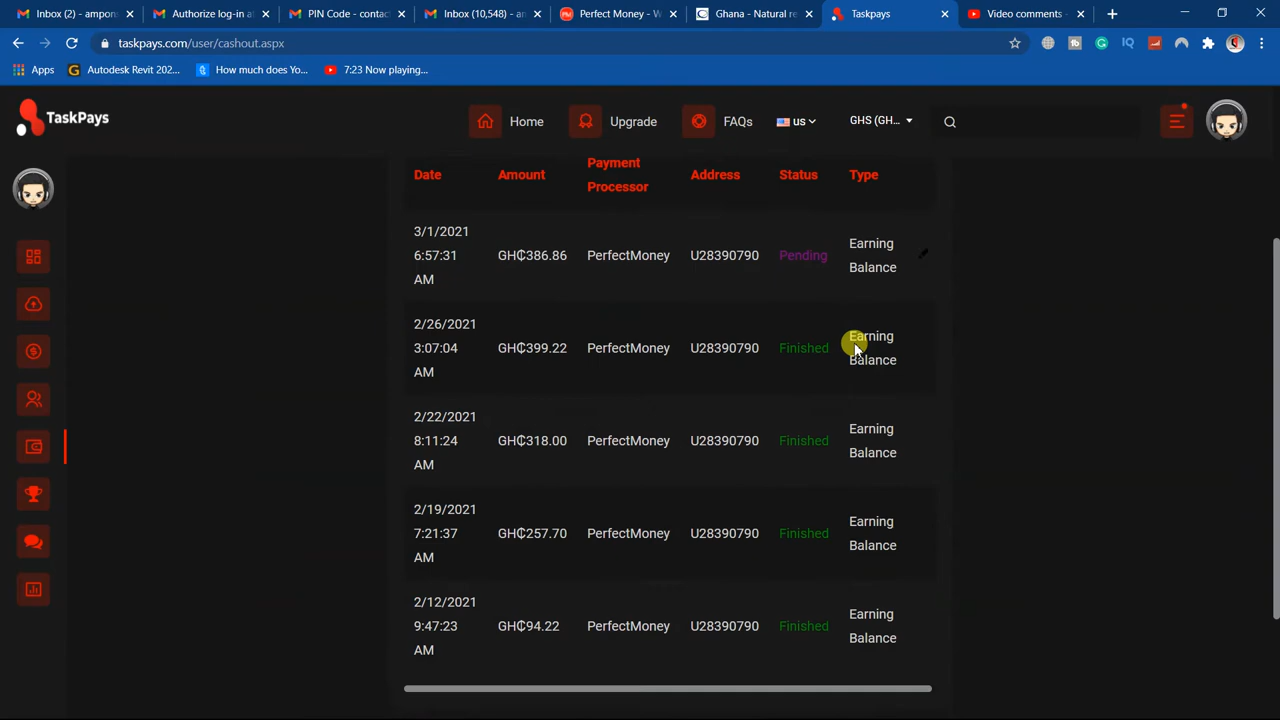 Inbox (2) - ampon
Authorize log-in at
PIN Code - contac
Inbox (10,548) - an
Perfect Money - W
Ghana - Natural re
Taskpays
Video comments -
taskpays.com/user/cashout.aspx
Apps
Autodesk Revit 202...
How much does Yo...
7:23 Now playing...
TaskPays
Home
Upgrade
FAQs
us
GHS (GH...
Date Amount Payment Processor Address Status Type
3/1/2021 6:57:31 AM GH₵386.86 PerfectMoney U28390790 Pending Earning Balance
2/26/2021 3:07:04 AM GH₵399.22 PerfectMoney U28390790 Finished Earning Balance
2/22/2021 8:11:24 AM GH₵318.00 PerfectMoney U28390790 Finished Earning Balance
2/19/2021 7:21:37 AM GH₵257.70 PerfectMoney U28390790 Finished Earning Balance
2/12/2021 9:47:23 AM GH₵94.22 PerfectMoney U28390790 Finished Earning Balance